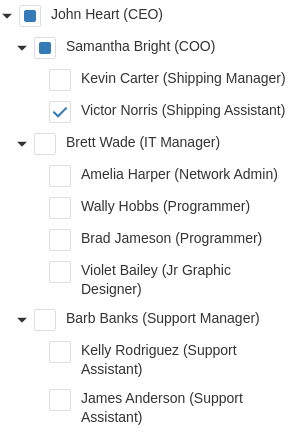 John Heart (CEO)
Samantha Bright (COO)
Kevin Carter (Shipping Manager)
Victor Norris (Shipping Assistant)
Brett Wade (IT Manager)
Amelia Harper (Network Admin)
Wally Hobbs (Programmer)
Brad Jameson (Programmer)
Violet Bailey (Jr Graphic
Designer)
Barb Banks (Support Manager)
Kelly Rodriguez (Support
Assistant)
James Anderson (Support
Assistant)